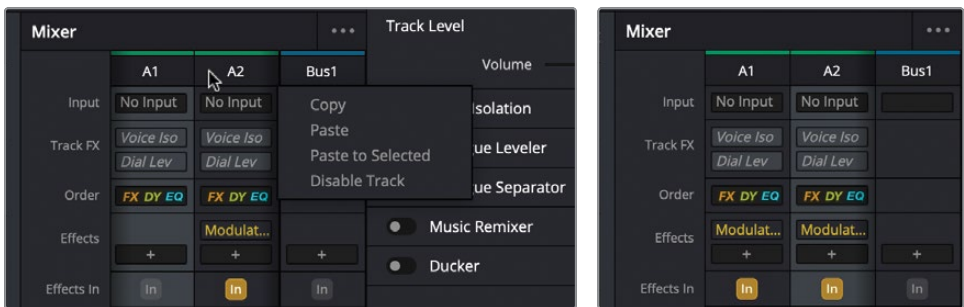 Mixer ••• Track Level
A1 A2 Bus1 Volume
Input No Input No Input
Copy
Paste
Paste to Selected
Disable Track
Isolation
Track FX Voice Iso Voice Iso
Dial Lev Dial Lev
ue Leveler
Order FX DY EQ FX DY EQ
ue Separator
Effects Modulat...
+ + +
Music Remixer
Effects In In In In
Ducker
Mixer •••
A1 A2 Bus1
Input No Input No Input
Track FX Voice Iso Voice Iso
Dial Lev Dial Lev
Order FX DY EQ FX DY EQ
Effects Modulat... Modulat...
+ + +
Effects In In In In